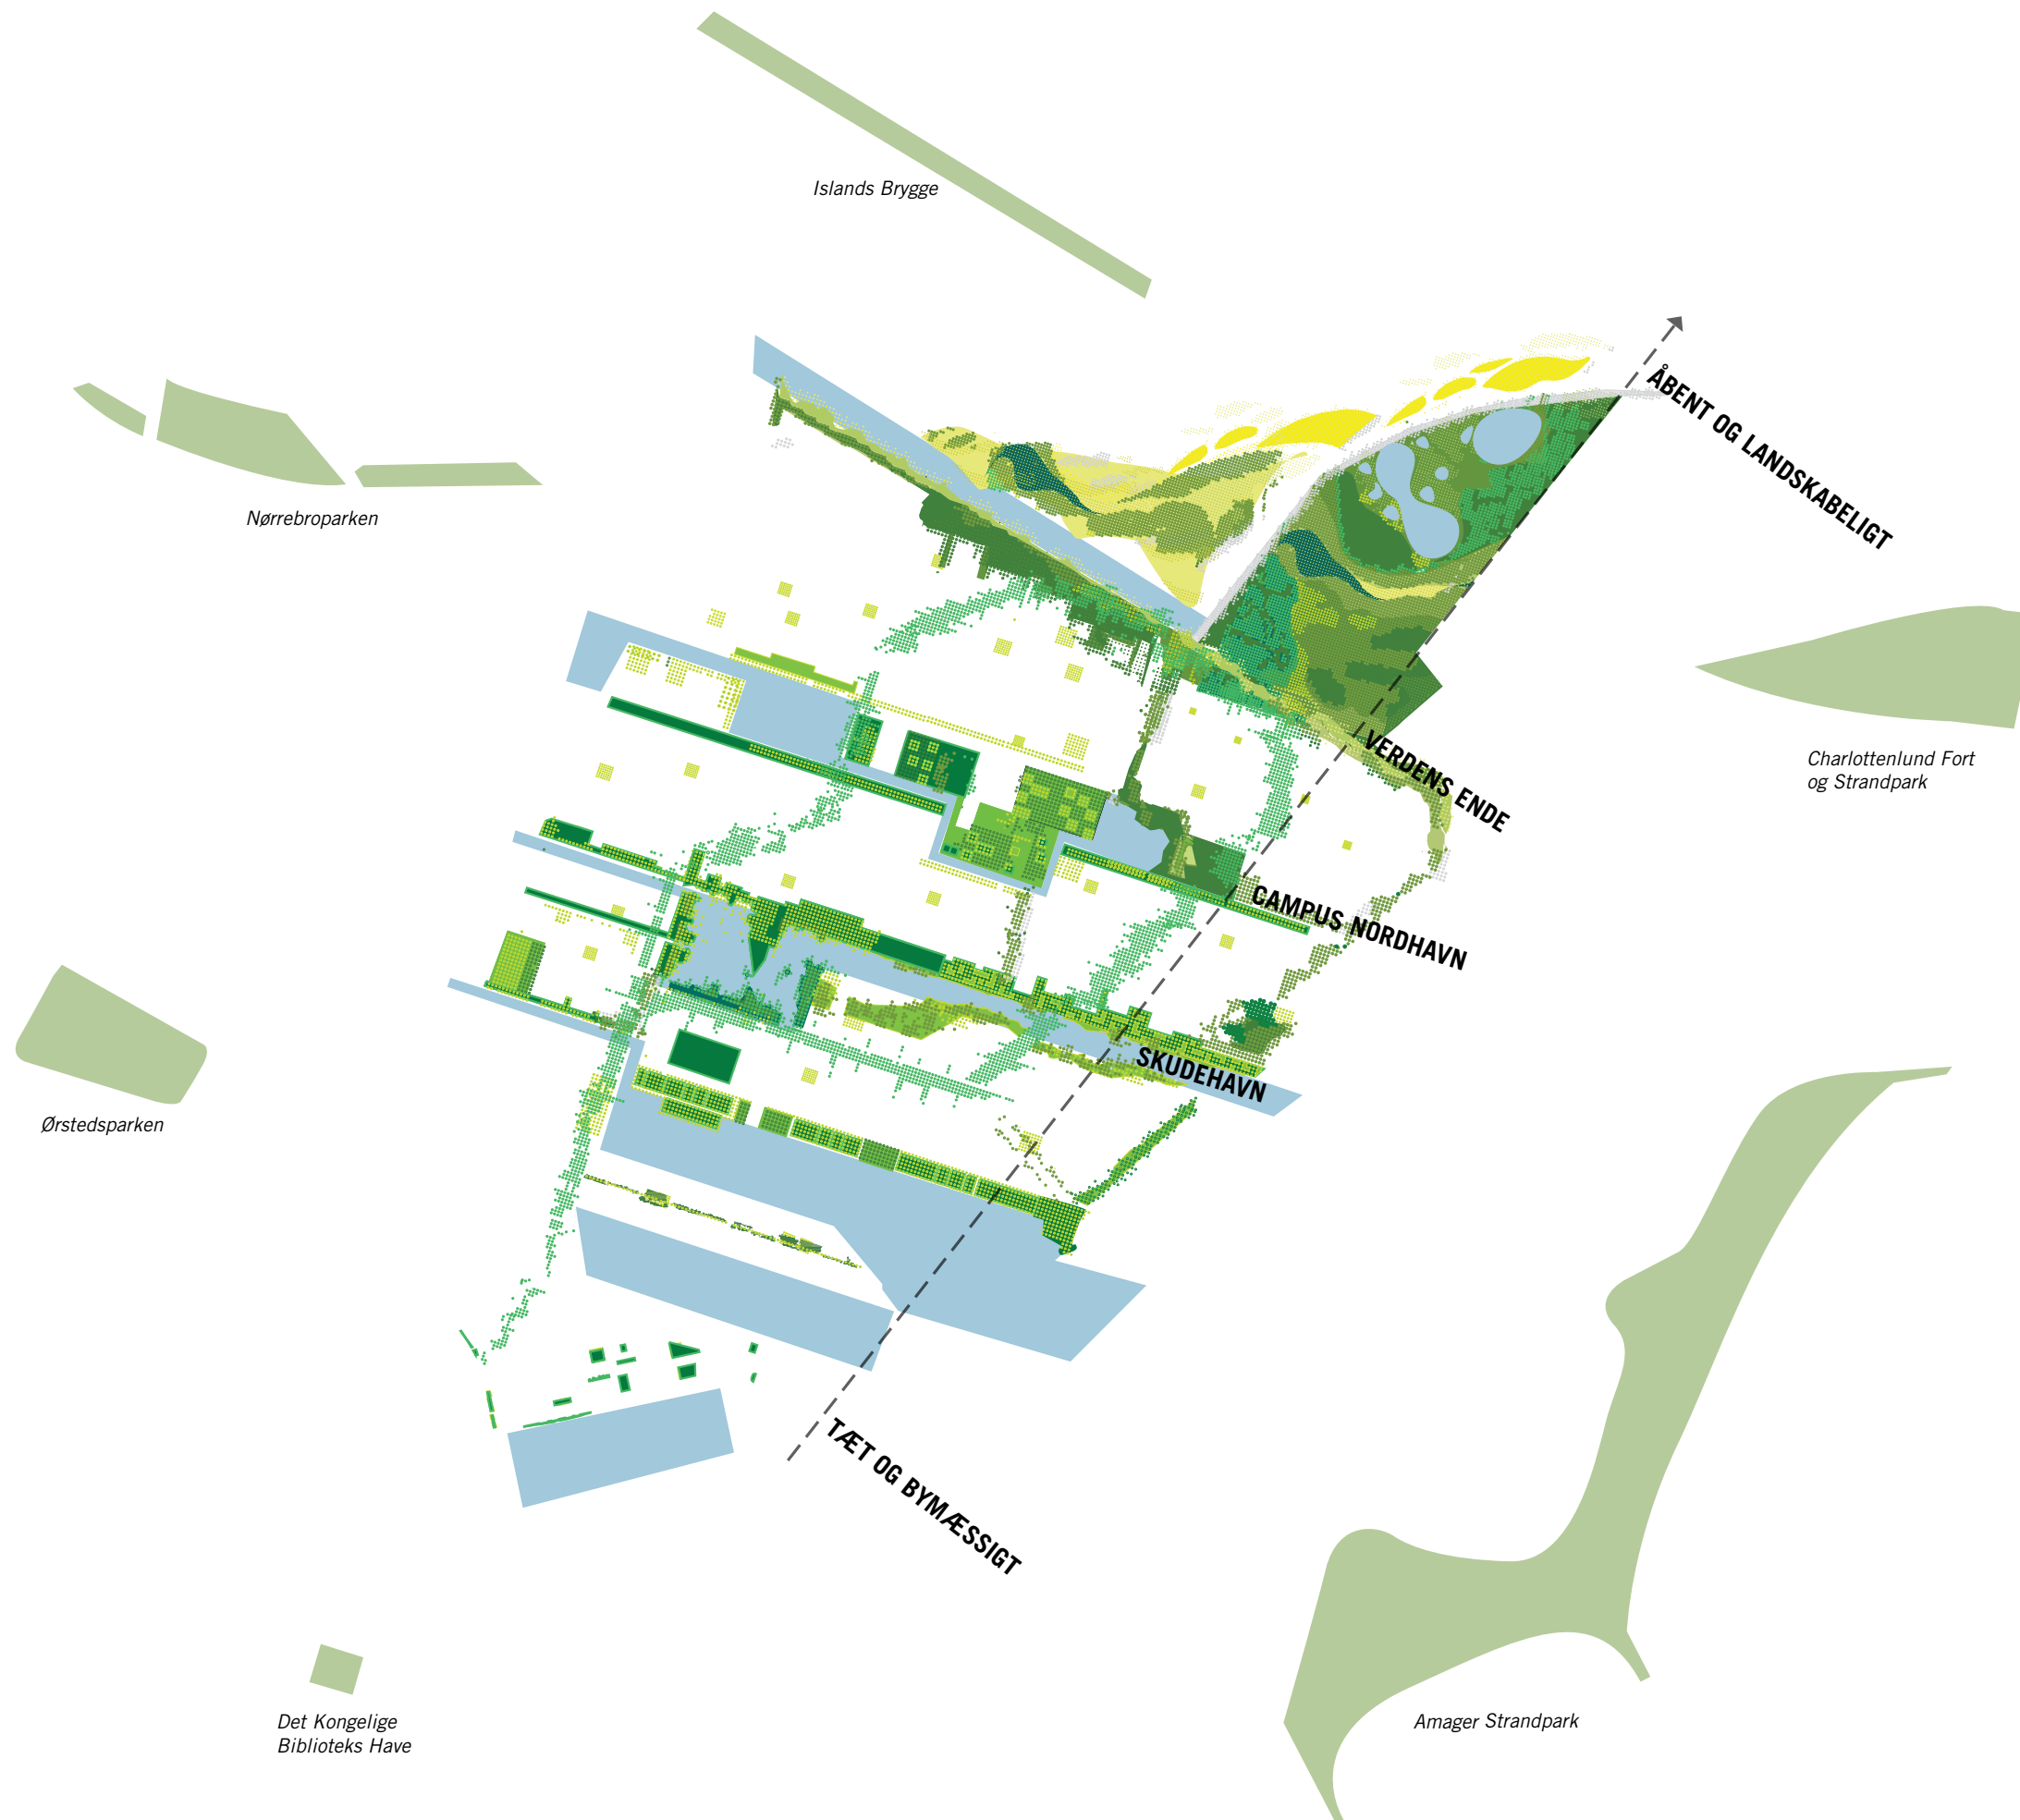 Islands Brygge
ÅBENT OG LANDSKABELIGT
Nørrebroparken
VERDENS ENDE
Charlottenlund Fort
og Strandpark
CAMPUS NORDHAVN
SKUDEHAVN
Ørstedsparken
TÆT OG BYMÆSSIGT
Det Kongelige
Biblioteks Have
Amager Strandpark